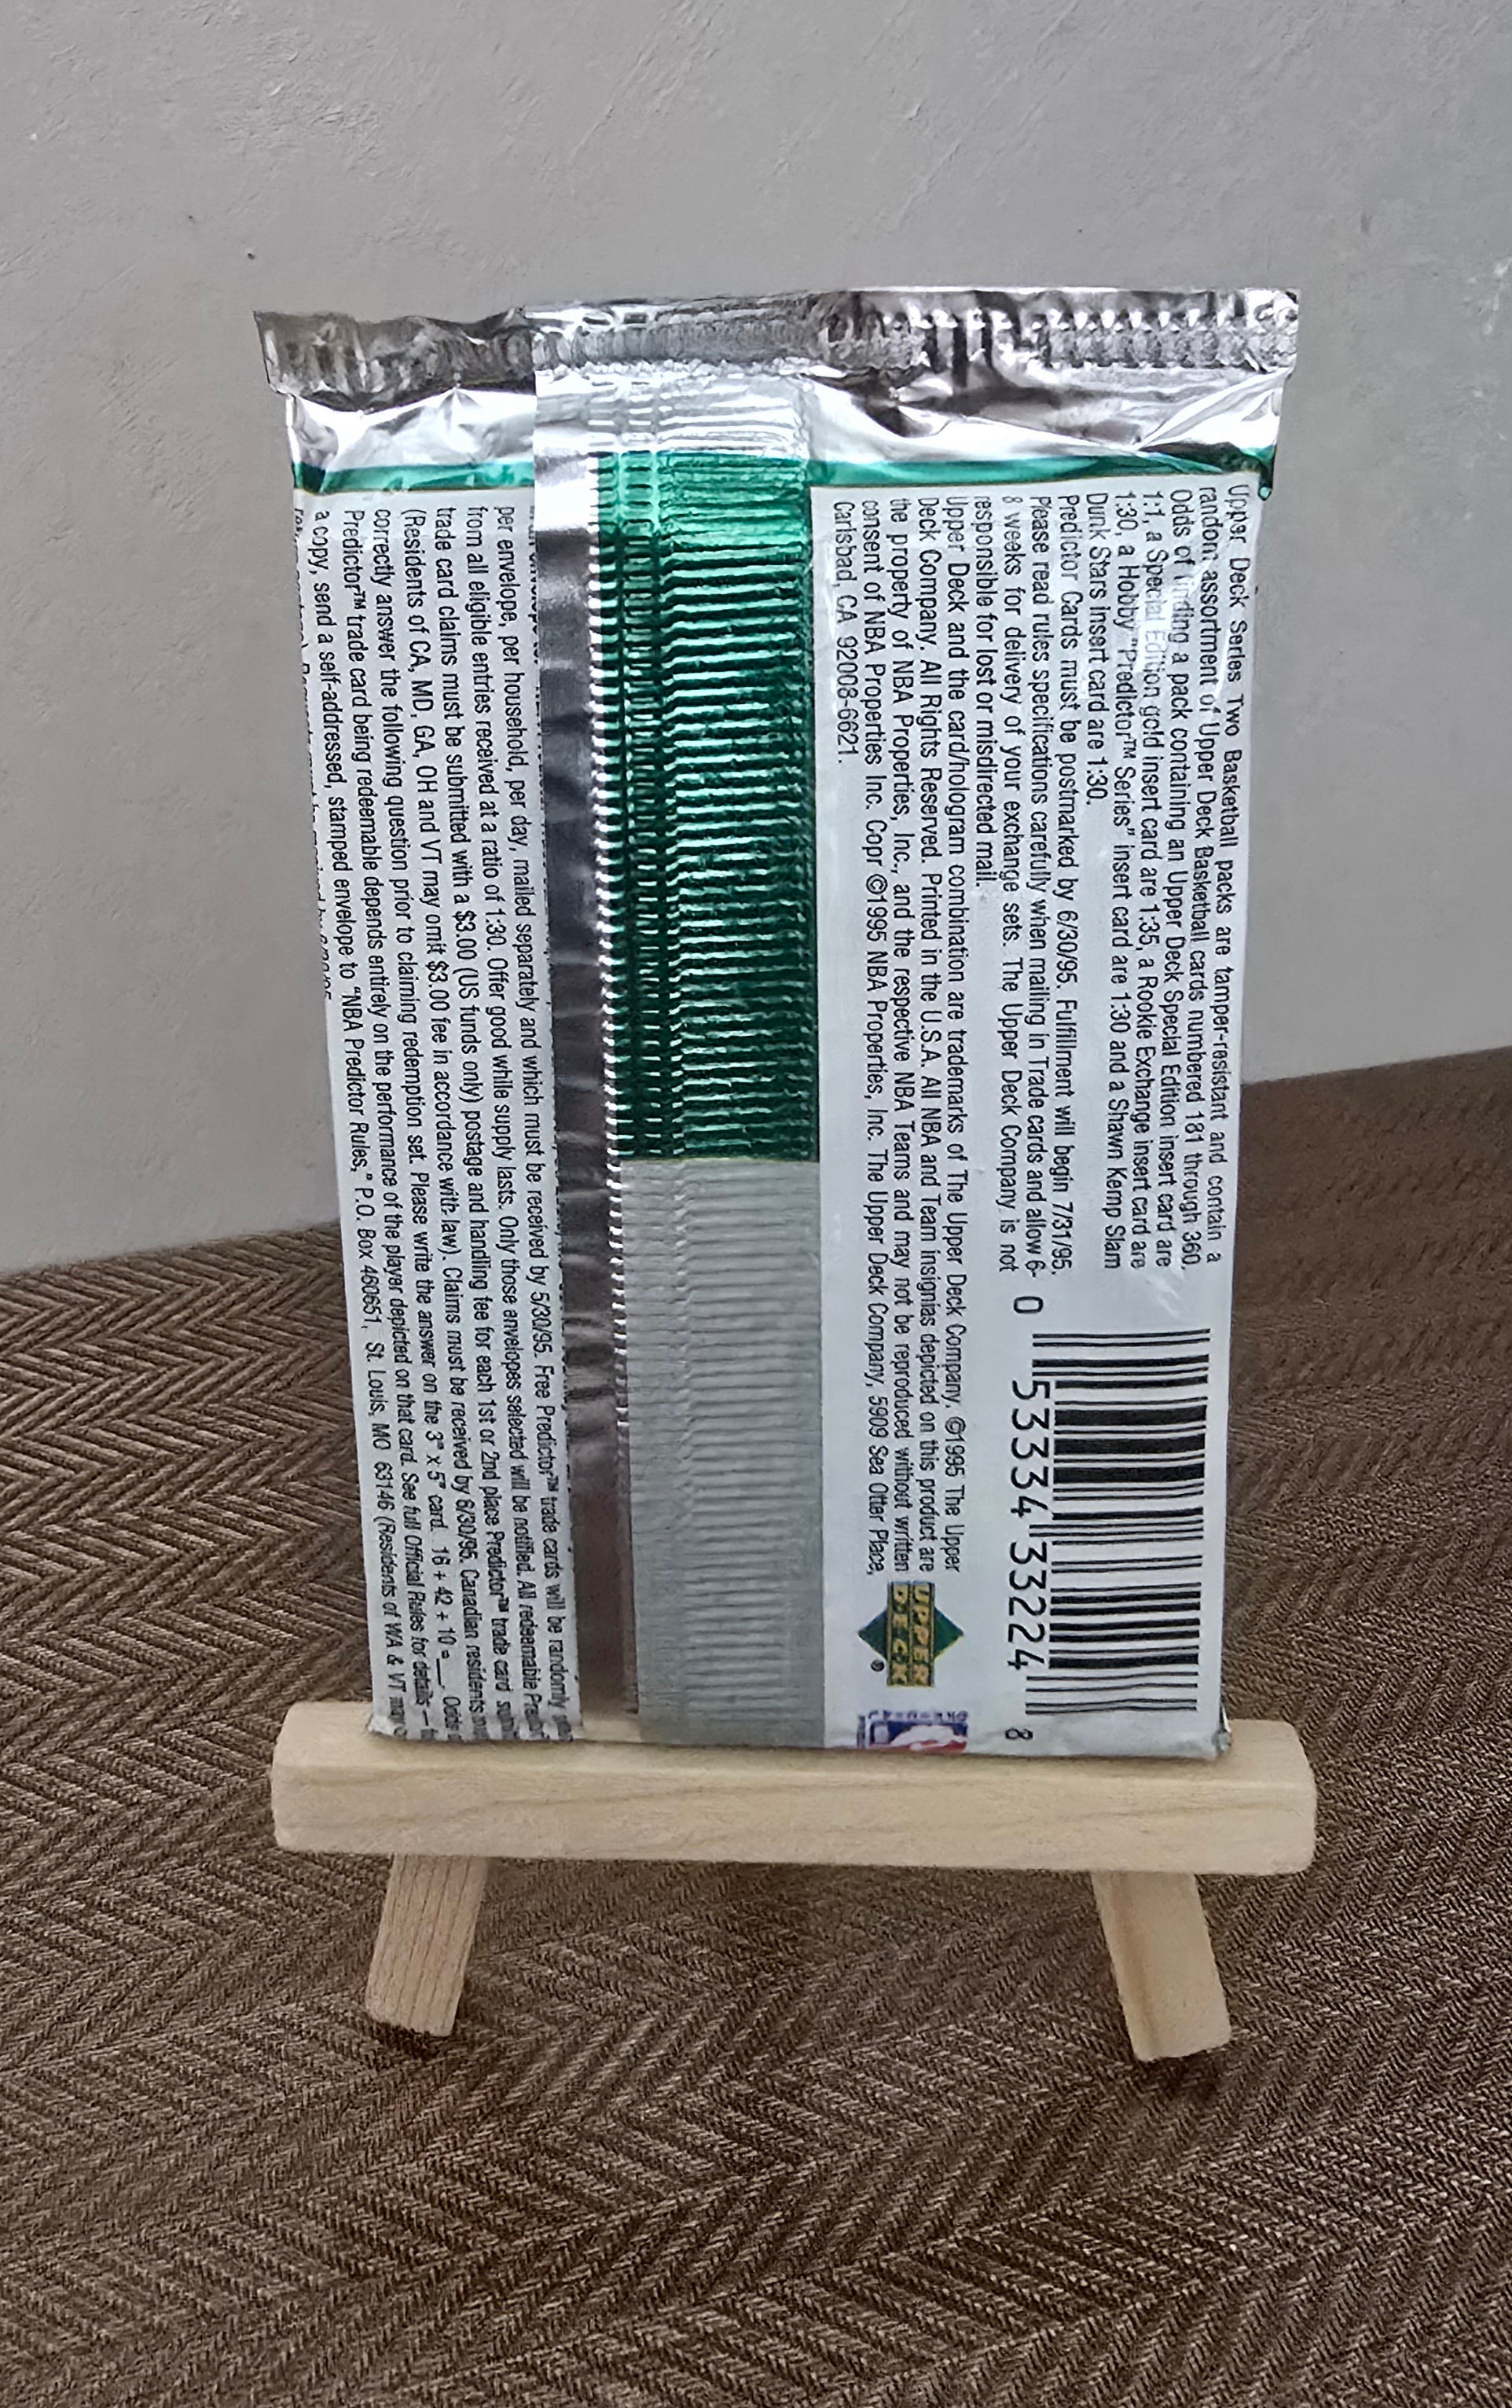 Upper Deck Series Two Basketball packs are tamper-resistant and contain a
random assortment of Upper Deck Basketball cards numbered 181 through 360.
Odds of finding a pack containing an Upper Deck Special Edition insert card are
1:1, a Special Edition gold insert card are 1:35, a Rookie Exchange insert card are
1:30, a Hobby "Predictor™ Series" insert card are 1:30 and a Shawn Kemp Slam
Dunk Stars insert card are 1:30.
Predictor Cards must be postmarked by 6/30/95. Fulfillment will begin 7/31/95.
Please read rules specifications carefully when mailing in Trade cards and allow 6-
8 weeks for delivery of your exchange sets. The Upper Deck Company is not
responsible for lost or misdirected mail.
Upper Deck and the card/hologram combination are trademarks of The Upper Deck Company. ©1995 The Upper
Deck Company. All Rights Reserved. Printed in the U.S.A. All NBA and Team insignias depicted on this product are
the property of NBA Properties, Inc., and the respective NBA Teams and may not be reproduced without written
consent of NBA Properties Inc. Copr ©1995 NBA Properties, Inc. The Upper Deck Company, 5909 Sea Otter Place,
Carlsbad, CA 92008-6621.
0 53334 33224 8
UPPER
DECK
®
per envelope, per household, per day, mailed separately and which must be received by 5/30/95. Free Predictor™ trade cards will be randomly
from all eligible entries received at a ratio of 1:30. Offer good while supply lasts. Only those envelopes selected will be notified. All redeemable
trade card claims must be submitted with a $3.00 (US funds only) postage and handling fee for each 1st or 2nd place Predictor™ trade card
(Residents of CA, MD, GA, OH and VT may omit $3.00 fee in accordance with law). Claims must be received by 6/30/95. Canadian residents
correctly answer the following question prior to claiming redemption set. Please write the answer on the 3" x 5" card. 16 + 42 + 10 = ___ Odds
Predictor™ trade card being redeemable depends entirely on the performance of the player depicted on that card. See full Official Rules for details —
a copy, send a self-addressed, stamped envelope to "NBA Predictor Rules," P.O. Box 460651, St. Louis, MO 63146 (Residents of WA & VT may